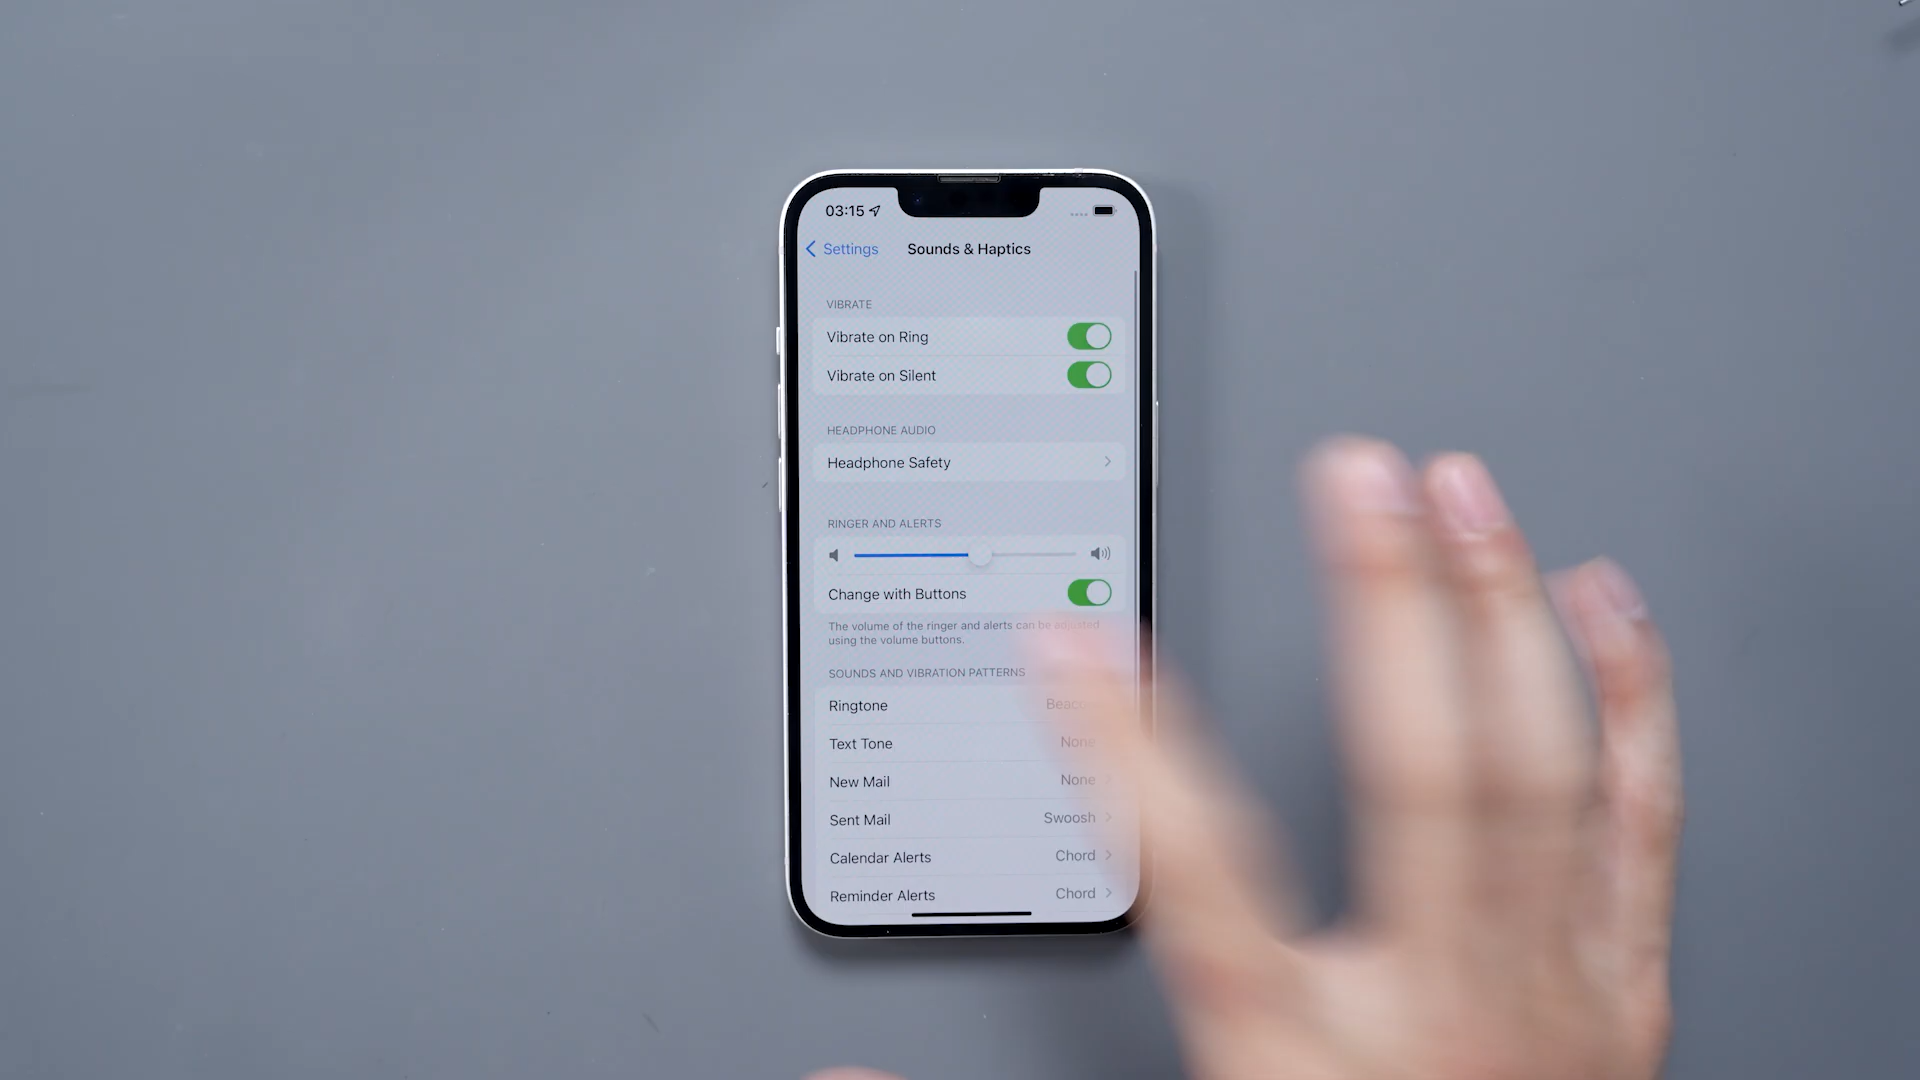 03:15
Settings
Sounds & Haptics
VIBRATE
Vibrate on Ring
Vibrate on Silent
HEADPHONE AUDIO
Headphone Safety
RINGER AND ALERTS
Change with Buttons
The volume of the ringer and alerts can be adjusted
using the volume buttons.
SOUNDS AND VIBRATION PATTERNS
Ringtone
Text Tone None
New Mail None
Sent Mail Swoosh
Calendar Alerts Chord
Reminder Alerts Chord